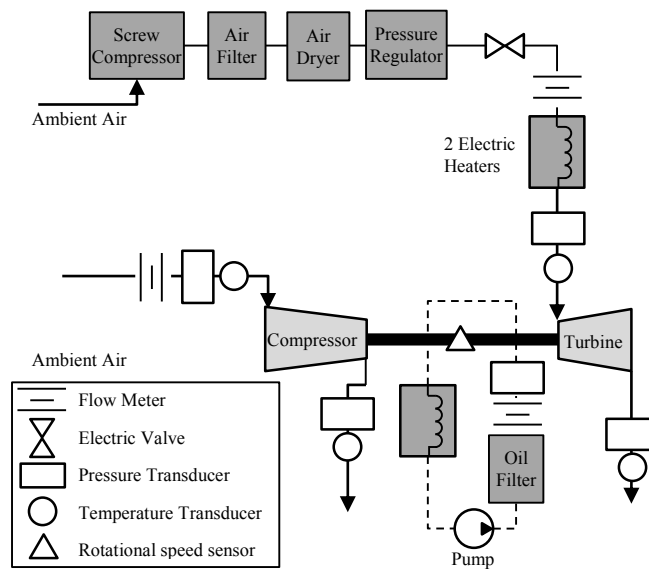 Screw
Compressor
Air
Filter
Air
Dryer
Pressure
Regulator
Ambient Air
2 Electric
Heaters
Compressor
Turbine
Ambient Air
Flow Meter
Electric Valve
Pressure Transducer
Temperature Transducer
Rotational speed sensor
Oil
Filter
Pump